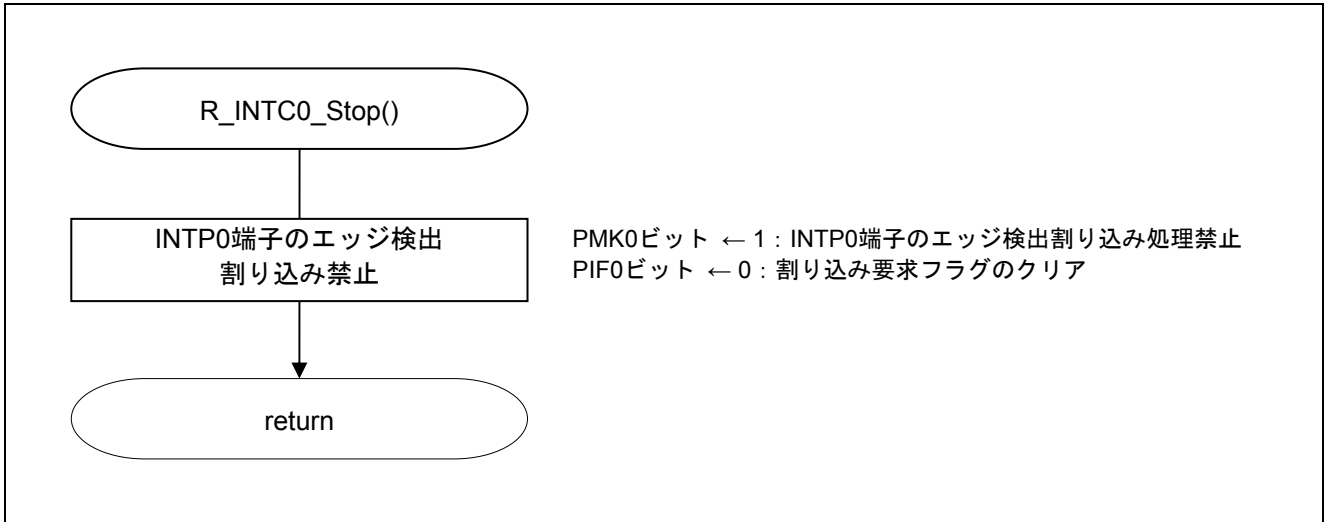 R_INTC0_Stop()
INTP0端子のエッジ検出
割り込み禁止
PMK0ビット ← 1：INTP0端子のエッジ検出割り込み処理禁止
PIF0ビット ← 0：割り込み要求フラグのクリア
return